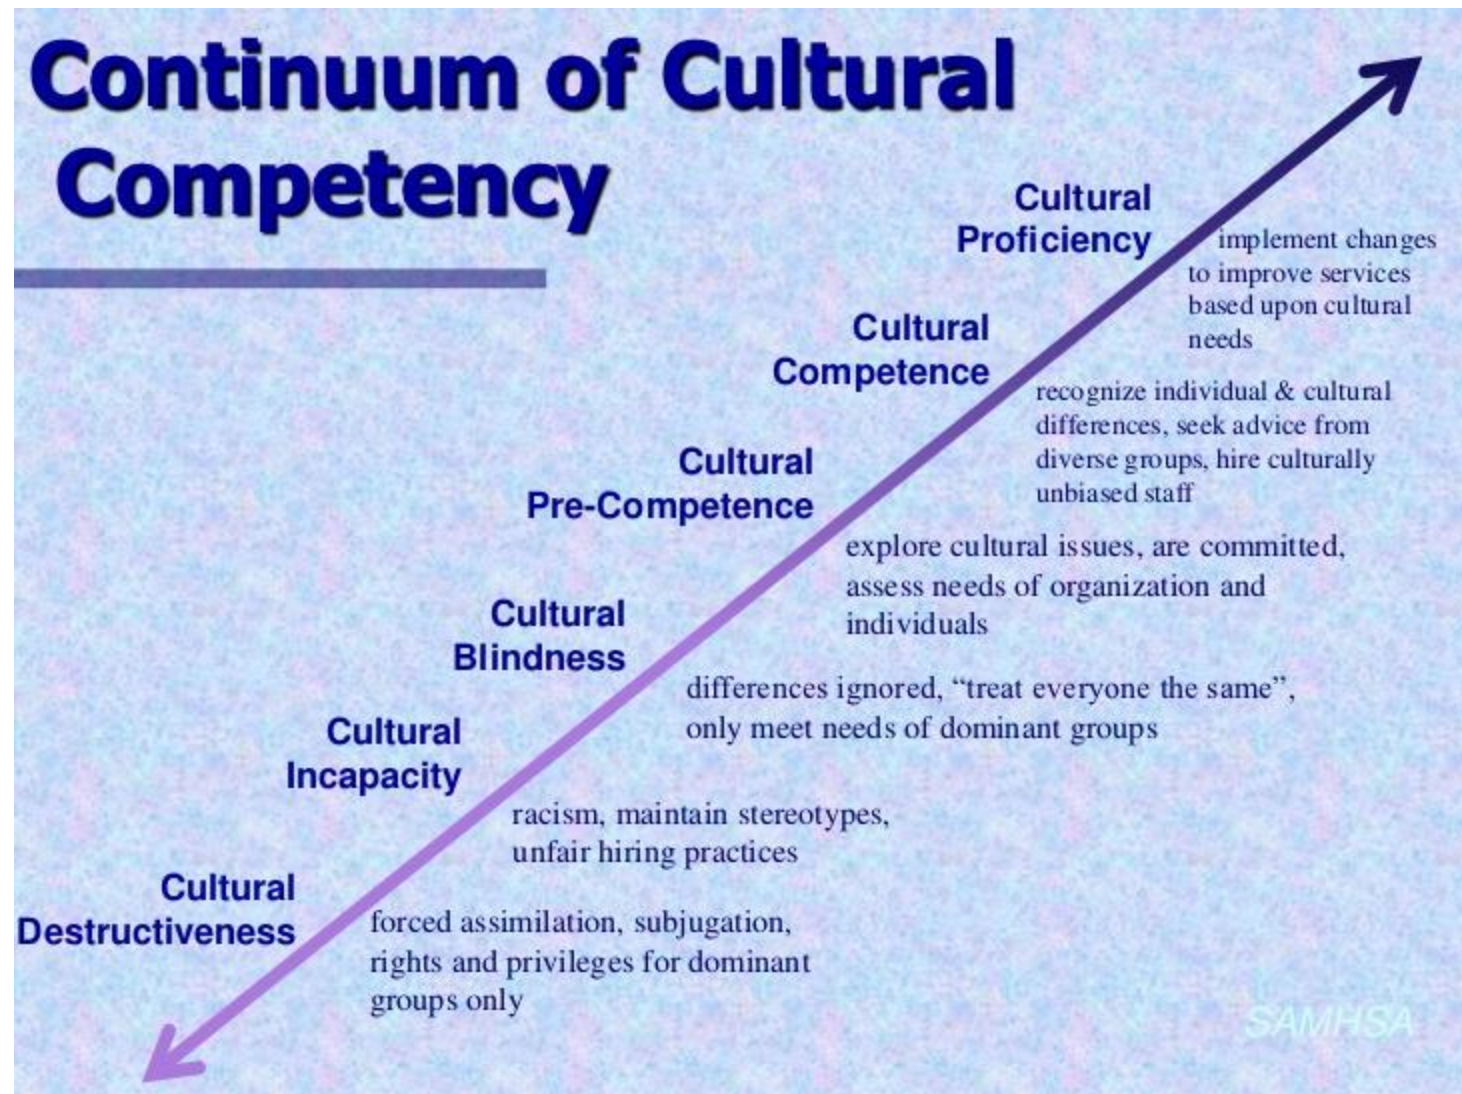 Continuum of Cultural
Competency
Cultural
Proficiency
implement changes
to improve services
based upon cultural
needs
Cultural
Competence
recognize individual & cultural
differences, seek advice from
diverse groups, hire culturally
unbiased staff
Cultural
Pre-Competence
explore cultural issues, are committed,
assess needs of organization and
individuals
Cultural
Blindness
differences ignored, “treat everyone the same”,
only meet needs of dominant groups
Cultural
Incapacity
racism, maintain stereotypes,
unfair hiring practices
Cultural
Destructiveness
forced assimilation, subjugation,
rights and privileges for dominant
groups only
SAMHSA